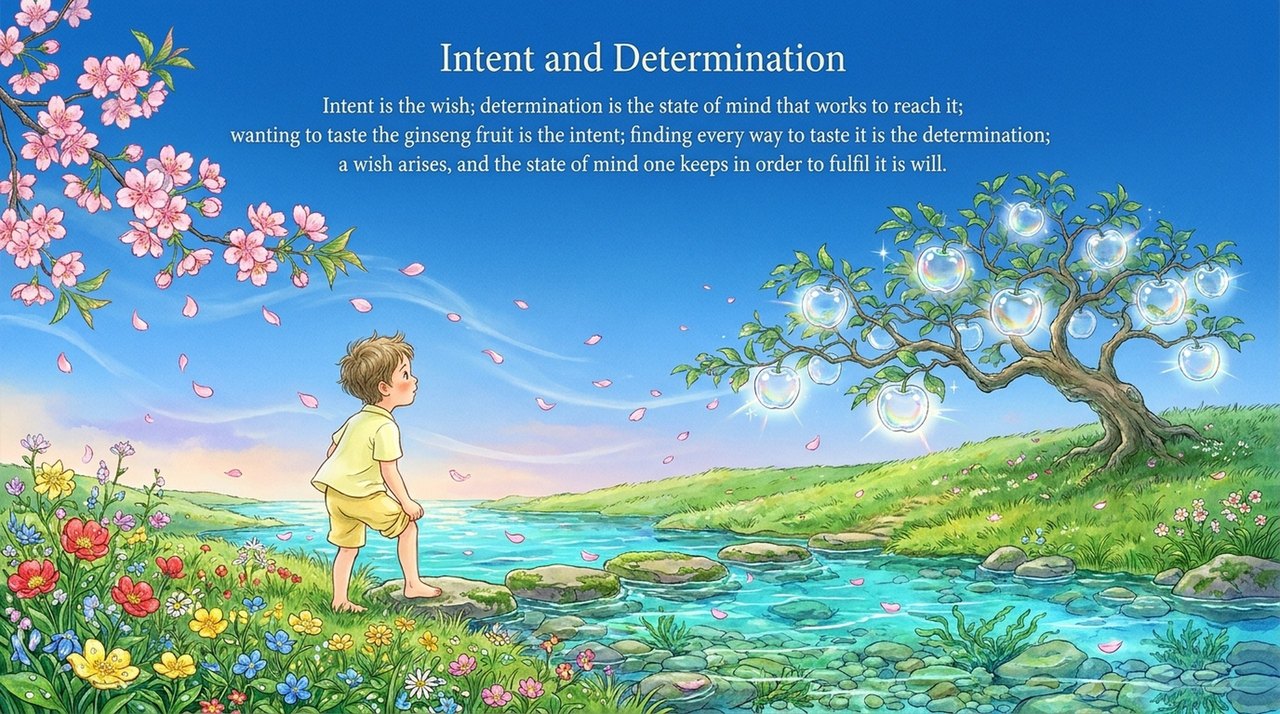 Intent and Determination
Intent is the wish; determination is the state of mind that works to reach it;
wanting to taste the ginseng fruit is the intent; finding every way to taste it is the determination;
a wish arises, and the state of mind one keeps in order to fulfil it is will.